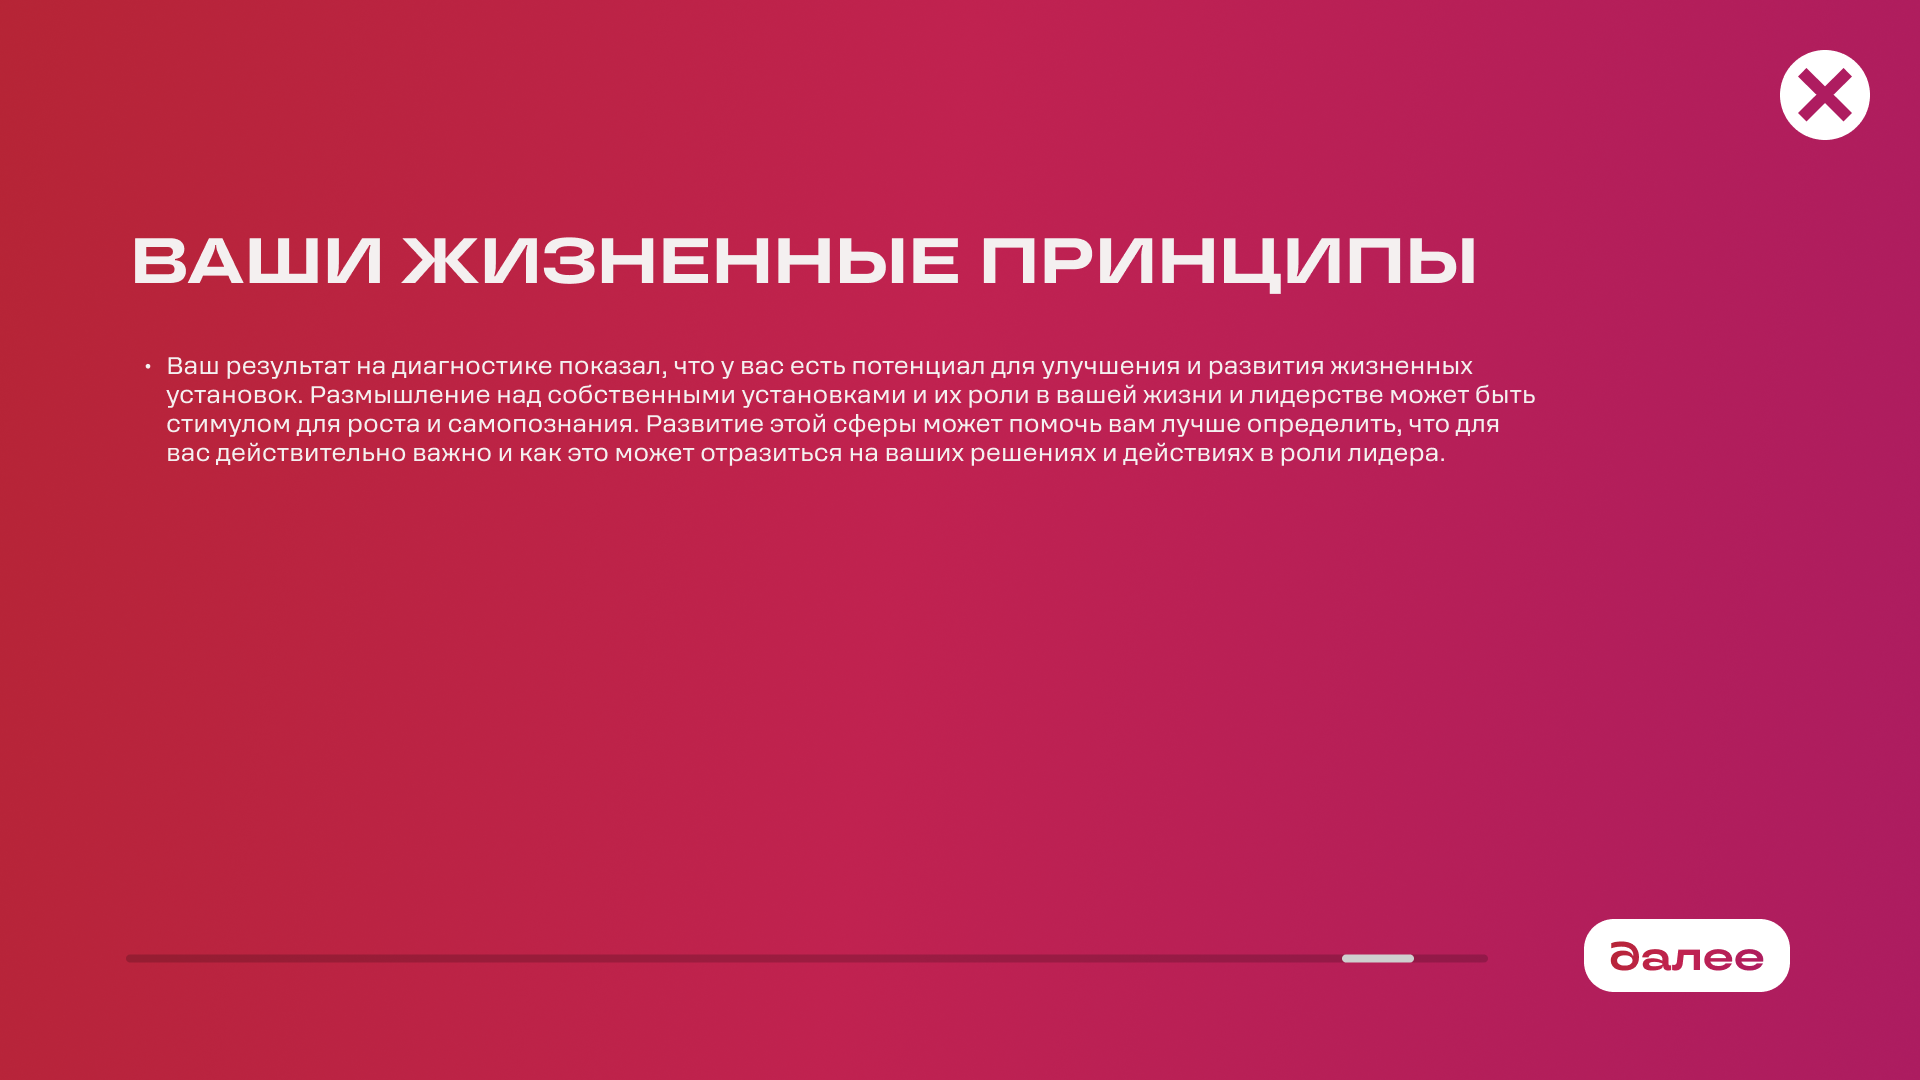 ВАШИ ЖИЗНЕННЫЕ ПРИНЦИПЫ
• Ваш результат на диагностике показал, что у вас есть потенциал для улучшения и развития жизненных
установок. Размышление над собственными установками и их роли в вашей жизни и лидерстве может быть
стимулом для роста и самопознания. Развитие этой сферы может помочь вам лучше определить, что для
вас действительно важно и как это может отразиться на ваших решениях и действиях в роли лидера.
далее